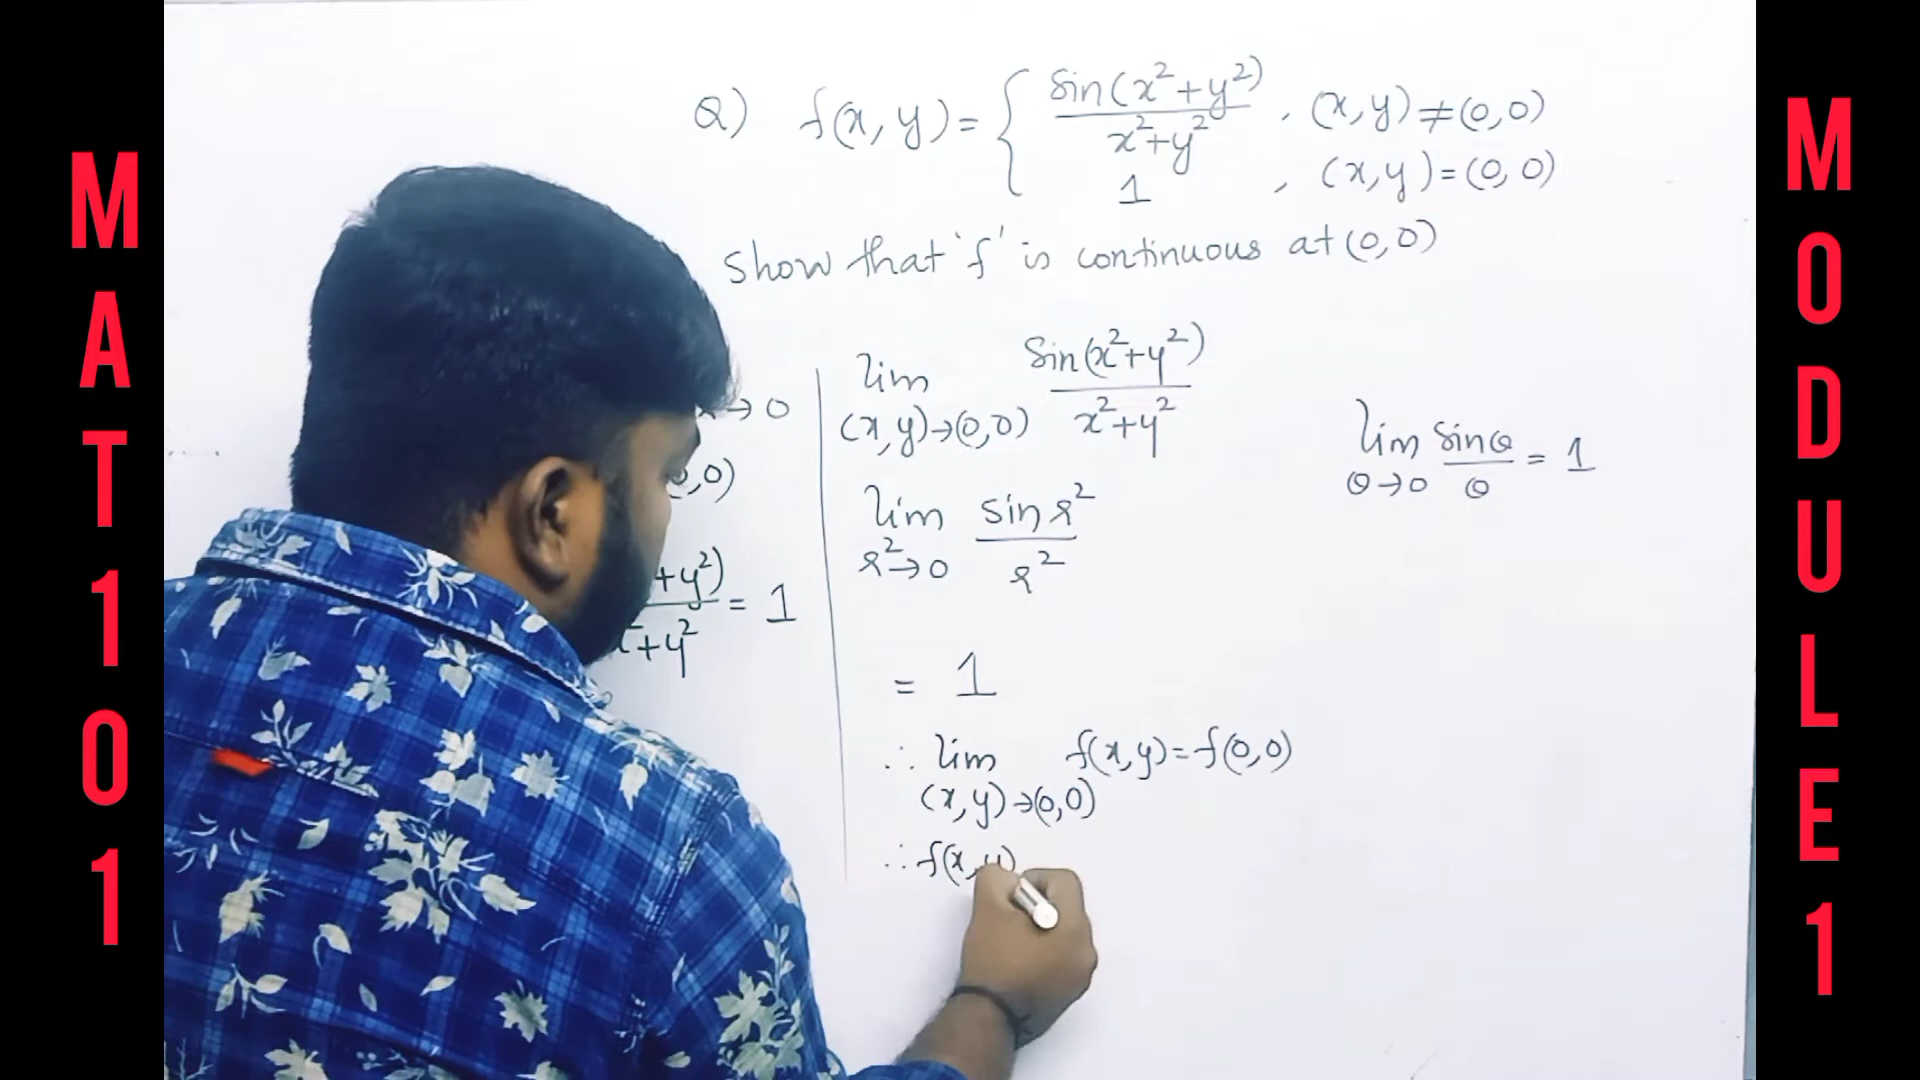 MAT101
Q) f(x, y) = { sin(x²+y²) / x²+y² , (x,y) ≠ (0,0)
1 , (x,y) = (0,0)
Show that 'f' is continuous at (0,0)
→ 0
,0)
+y²) / +y² = 1
lim (x,y)→(0,0) sin(x²+y²) / x²+y²
lim r²→0 sin r² / r²
= 1
∴ lim (x,y)→(0,0) f(x,y) = f(0,0)
∴ f(x,y)
lim θ→0 sinθ / θ = 1
MODULE1